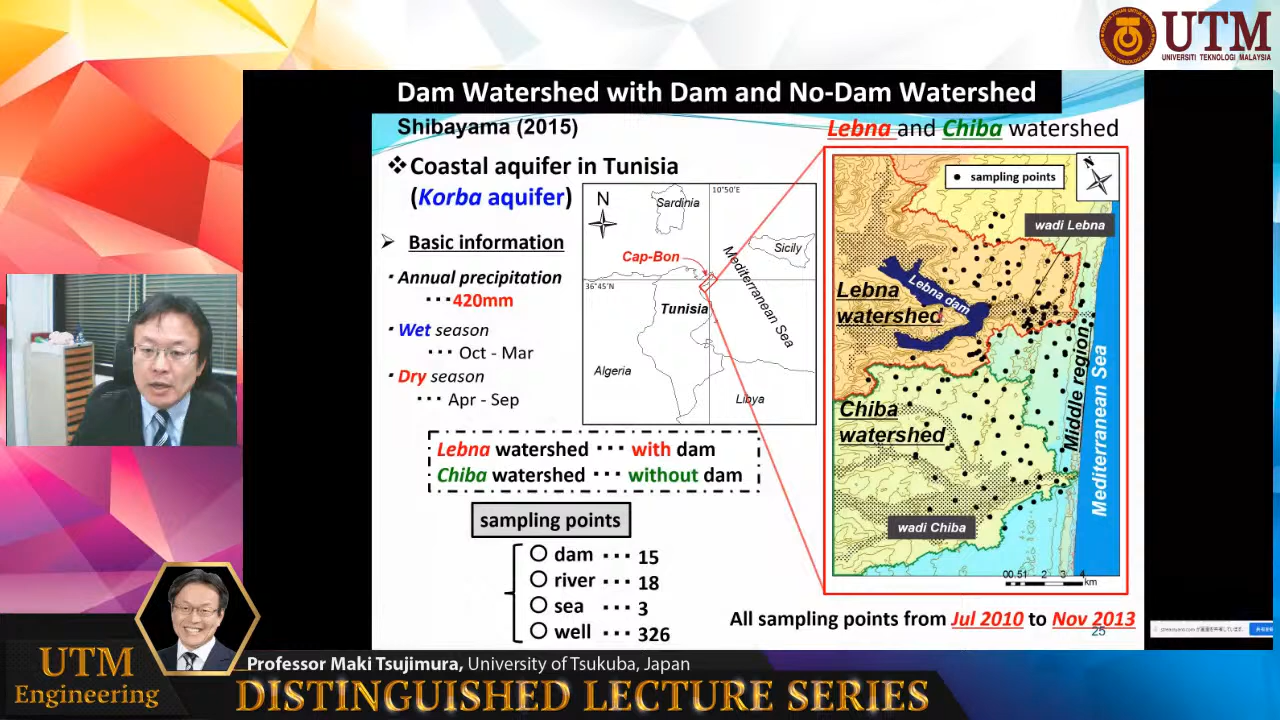 UTM
UNIVERSITI TEKNOLOGI MALAYSIA
Dam Watershed with Dam and No-Dam Watershed
Shibayama (2015)
Lebna and Chiba watershed
❖Coastal aquifer in Tunisia
(Korba aquifer)
➢ Basic information
・Annual precipitation
･･･420mm
・Wet season
･･･ Oct - Mar
・Dry season
･･･ Apr - Sep
N
10°50'E
Sardinia
Sicily
Cap-Bon
36°45'N
Mediterranean Sea
Tunisia
Algeria
Libya
N
• sampling points
wadi Lebna
Lebna dam
Lebna
watershed
Chiba
watershed
Middle region
Mediterranean Sea
wadi Chiba
00.51 2 3 4
km
Lebna watershed ･･･ with dam
Chiba watershed ･･･ without dam
sampling points
○ dam ･･･ 15
○ river ･･･ 18
○ sea ･･･ 3
○ well ･･･ 326
All sampling points from Jul 2010 to Nov 2013
25
UTM
Engineering
Professor Maki Tsujimura, University of Tsukuba, Japan
DISTINGUISHED LECTURE SERIES